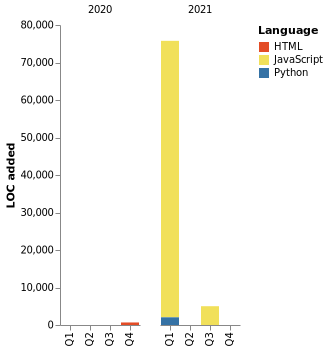 2020 2021
Language
HTML
JavaScript
Python
LOC added
80,000
70,000
60,000
50,000
40,000
30,000
20,000
10,000
0
Q1 Q2 Q3 Q4 Q1 Q2 Q3 Q4